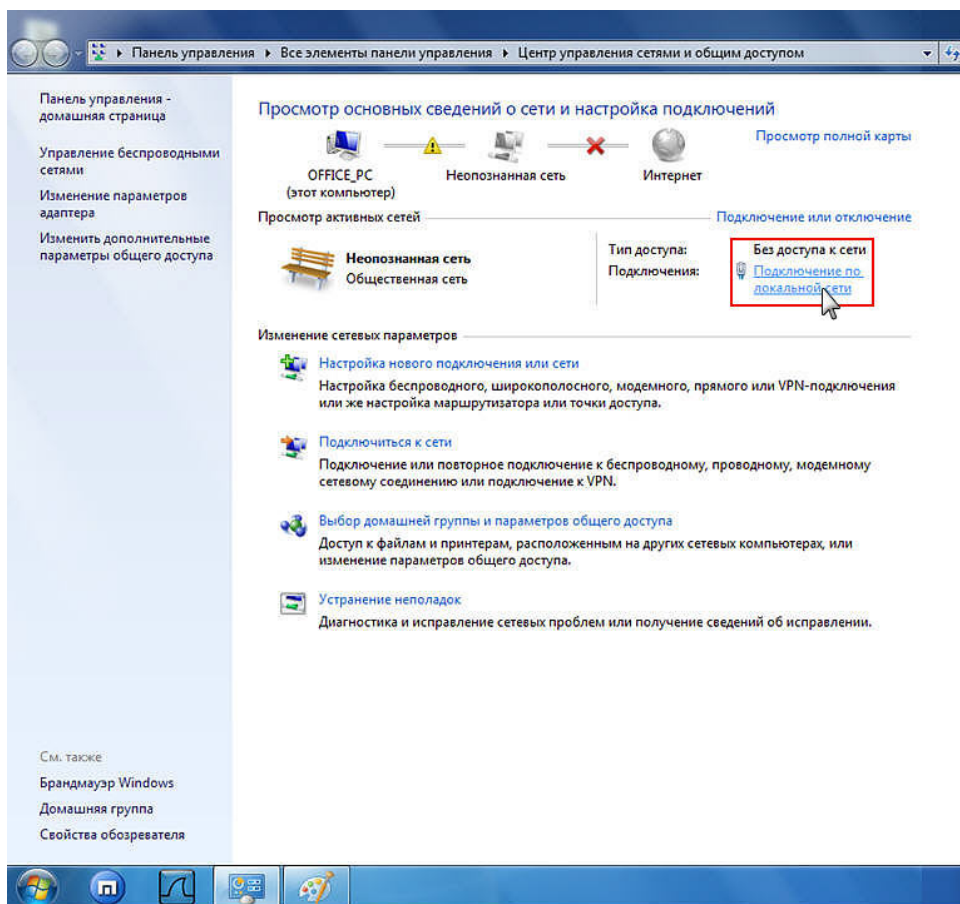 Панель управления ▸ Все элементы панели управления ▸ Центр управления сетями и общим доступом
Панель управления -
домашняя страница
Управление беспроводными
сетями
Изменение параметров
адаптера
Изменить дополнительные
параметры общего доступа
Просмотр основных сведений о сети и настройка подключений
Просмотр полной карты
OFFICE_PC
(этот компьютер)
Неопознанная сеть
Интернет
Просмотр активных сетей
Подключение или отключение
Неопознанная сеть
Общественная сеть
Тип доступа: Без доступа к сети
Подключения: Подключение по
локальной сети
Изменение сетевых параметров
Настройка нового подключения или сети
Настройка беспроводного, широкополосного, модемного, прямого или VPN-подключения
или же настройка маршрутизатора или точки доступа.
Подключиться к сети
Подключение или повторное подключение к беспроводному, проводному, модемному
сетевому соединению или подключение к VPN.
Выбор домашней группы и параметров общего доступа
Доступ к файлам и принтерам, расположенным на других сетевых компьютерах, или
изменение параметров общего доступа.
Устранение неполадок
Диагностика и исправление сетевых проблем или получение сведений об исправлении.
См. также
Брандмауэр Windows
Домашняя группа
Свойства обозревателя